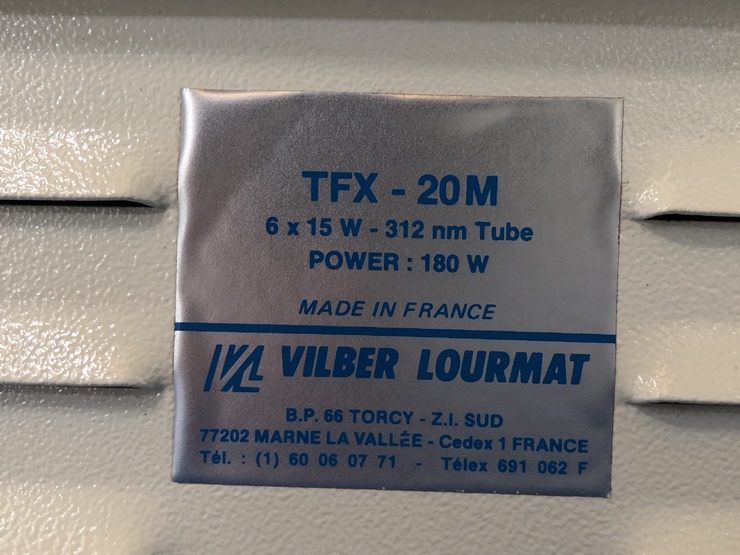 TFX - 20M
6 x 15 W - 312 nm Tube
POWER : 180 W
MADE IN FRANCE
VL VILBER LOURMAT
B.P. 66 TORCY - Z.I. SUD
77202 MARNE LA VALLÉE - Cedex 1 FRANCE
Tél. : (1) 60 06 07 71 - Télex 691 062 F